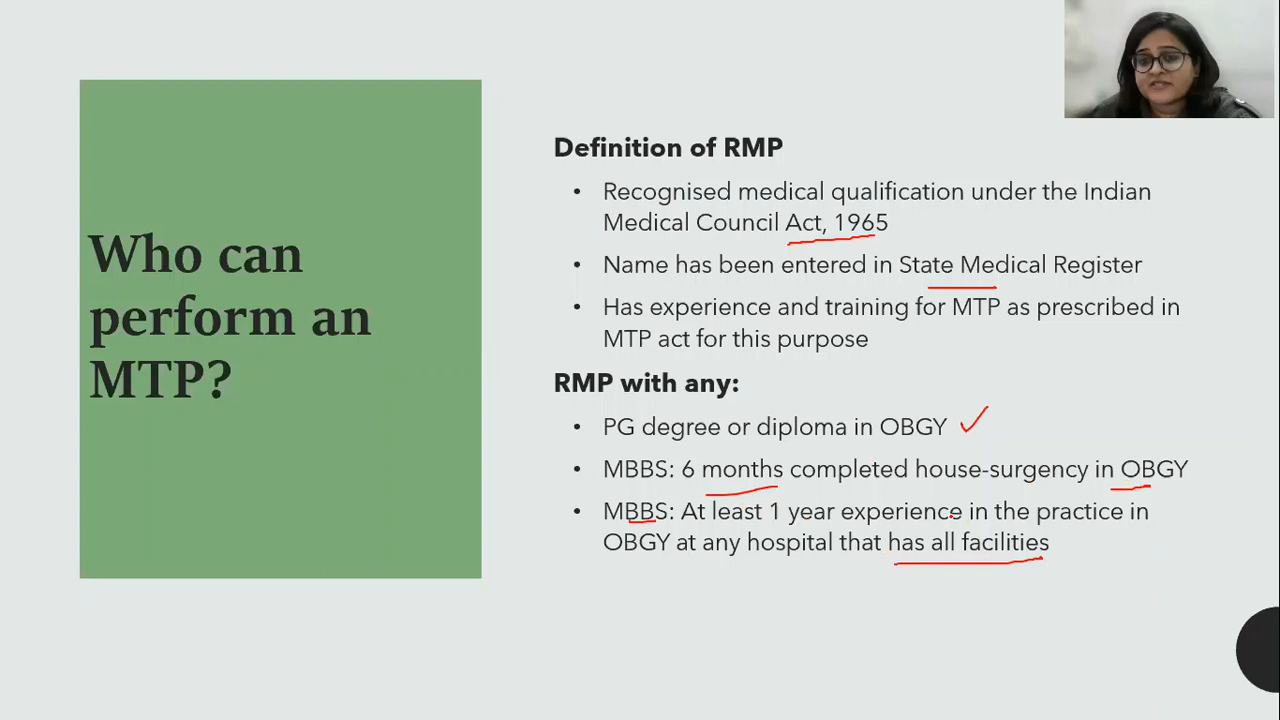 Who can
perform an
MTP?
Definition of RMP
• Recognised medical qualification under the Indian
Medical Council Act, 1965
• Name has been entered in State Medical Register
• Has experience and training for MTP as prescribed in
MTP act for this purpose
RMP with any:
• PG degree or diploma in OBGY
• MBBS: 6 months completed house-surgency in OBGY
• MBBS: At least 1 year experience in the practice in
OBGY at any hospital that has all facilities